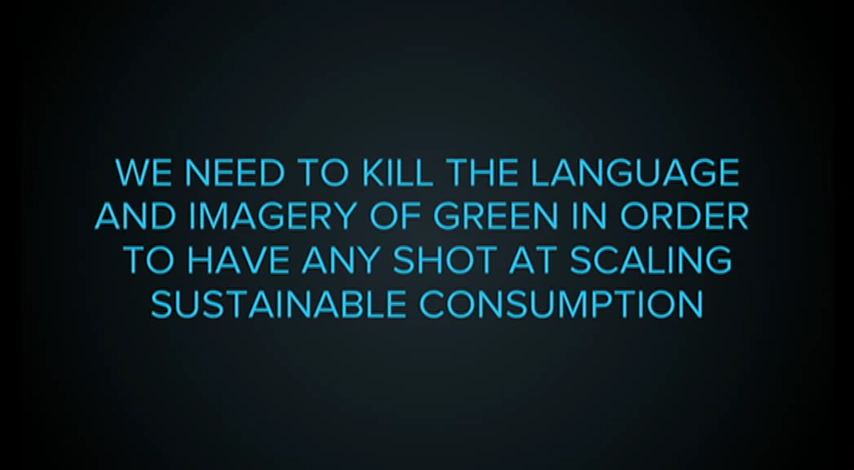 WE NEED TO KILL THE LANGUAGE
AND IMAGERY OF GREEN IN ORDER
TO HAVE ANY SHOT AT SCALING
SUSTAINABLE CONSUMPTION